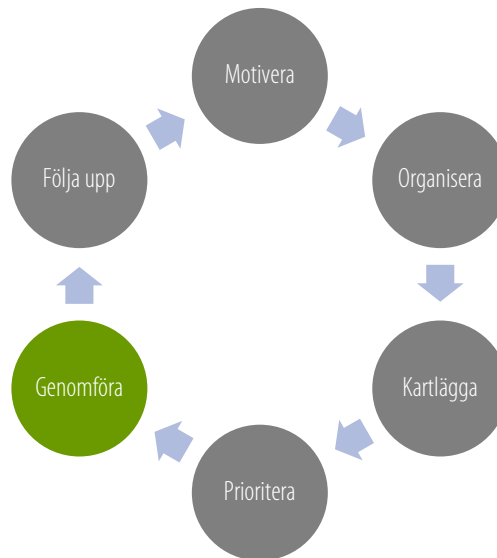 Motivera
Organisera
Kartlägga
Prioritera
Genomföra
Följa upp